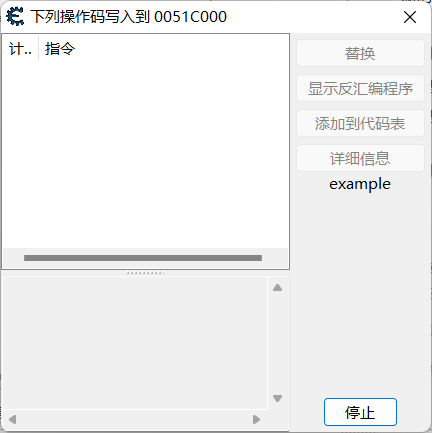 下列操作码写入到 0051C000
计.. 指令
替换
显示反汇编程序
添加到代码表
详细信息
example
停止